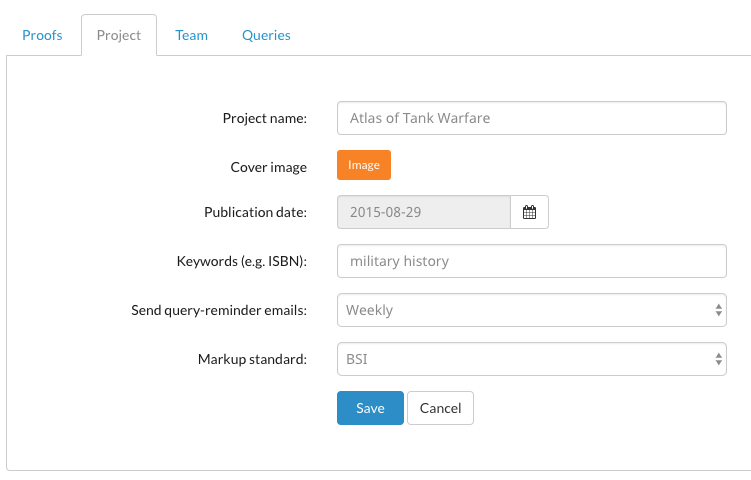 Proofs Project Team Queries
Project name: Atlas of Tank Warfare
Cover image Image
Publication date: 2015-08-29
Keywords (e.g. ISBN): military history
Send query-reminder emails: Weekly
Markup standard: BSI
Save Cancel